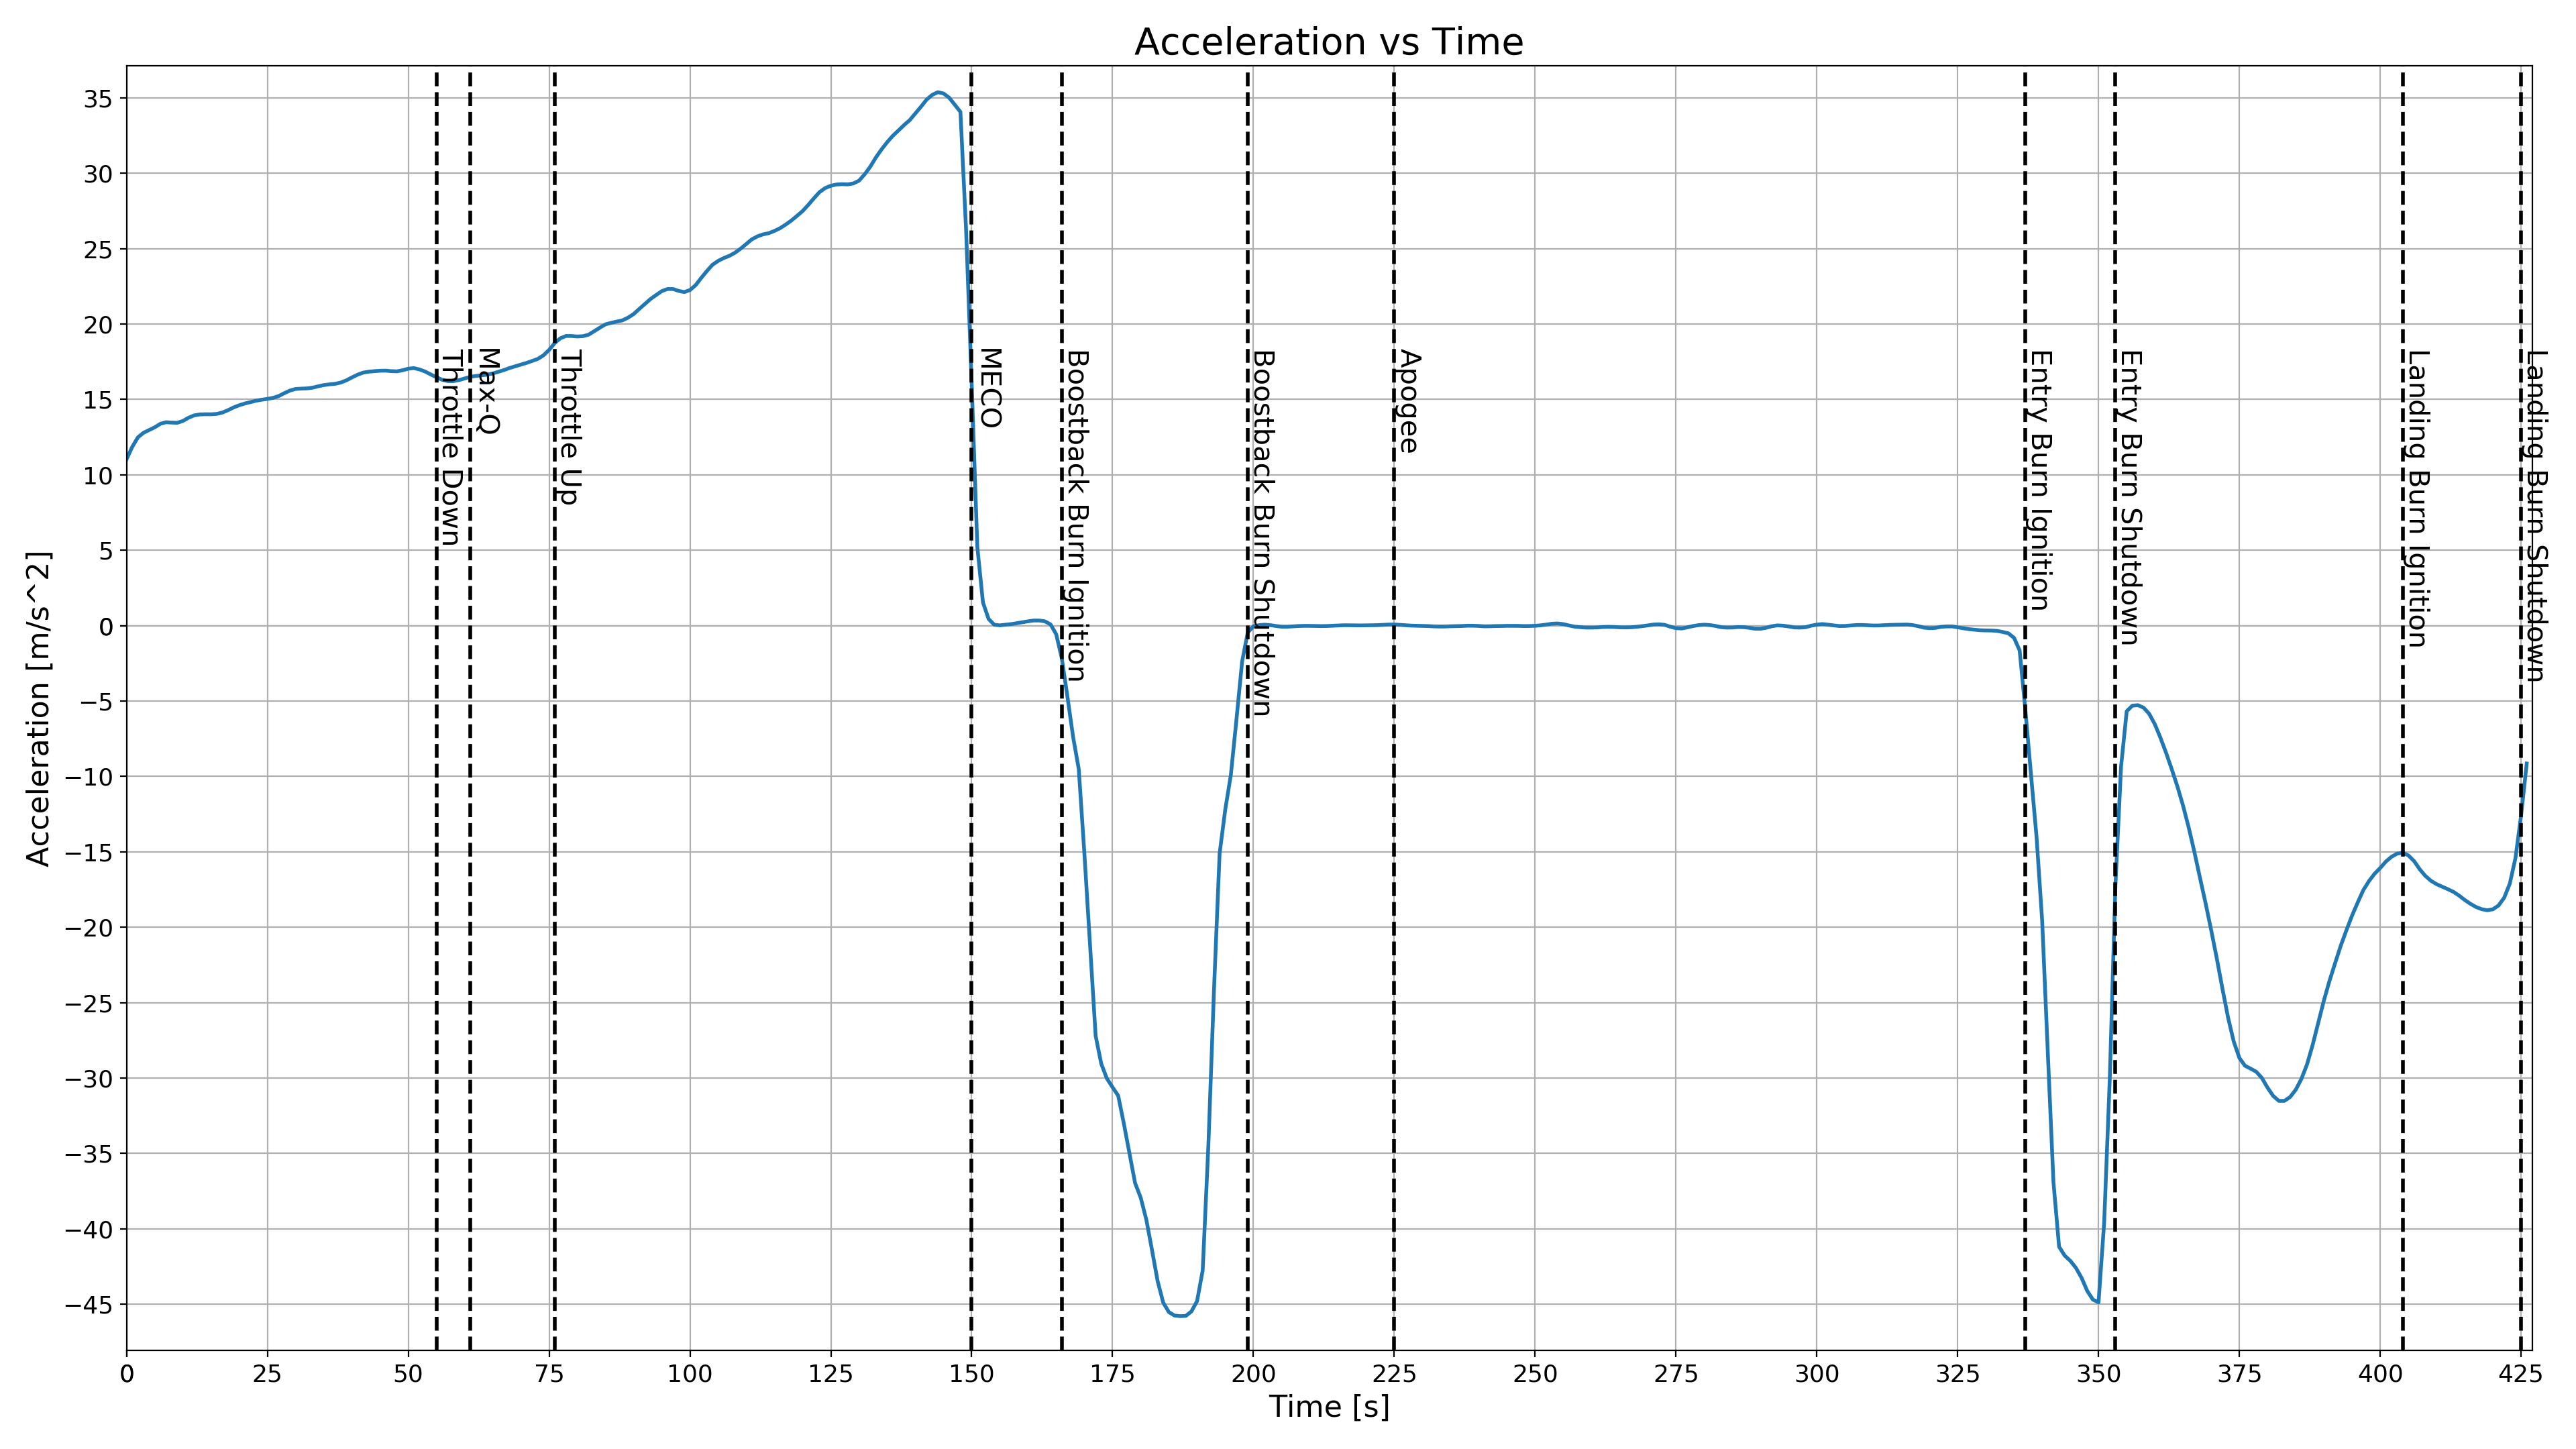 Acceleration vs Time
Acceleration [m/s^2]
35
30
25
20
15
10
5
0
−5
−10
−15
−20
−25
−30
−35
−40
−45
Throttle Down
Max-Q
Throttle Up
MECO
Boostback Burn Ignition
Boostback Burn Shutdown
Apogee
Entry Burn Ignition
Entry Burn Shutdown
Landing Burn Ignition
Landing Burn Shutdown
0 25 50 75 100 125 150 175 200 225 250 275 300 325 350 375 400 425
Time [s]